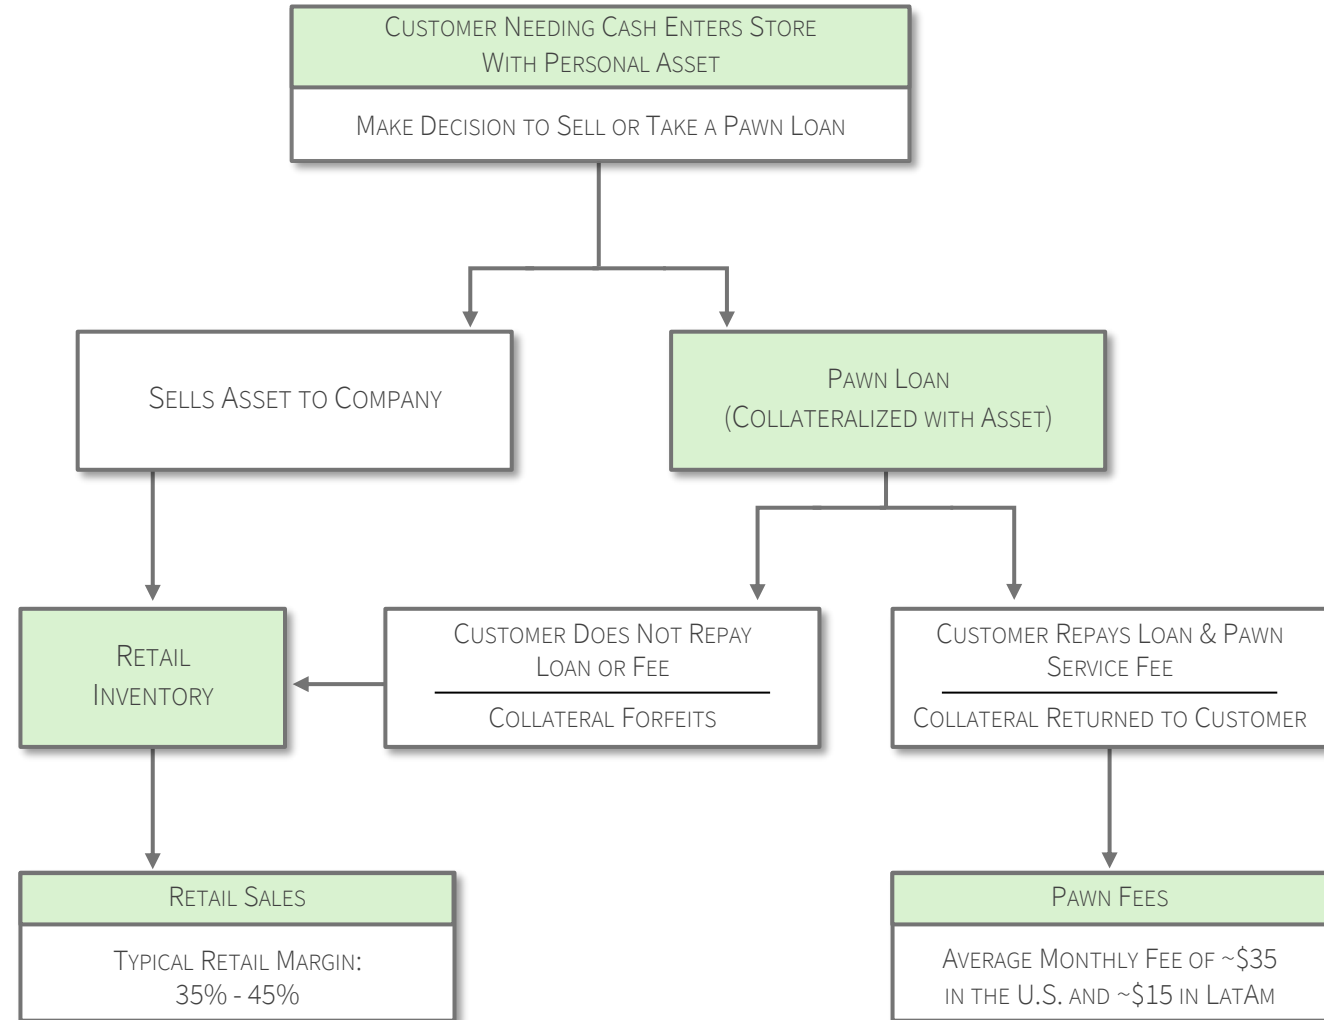 CUSTOMER NEEDING CASH ENTERS STORE
WITH PERSONAL ASSET
MAKE DECISION TO SELL OR TAKE A PAWN LOAN
SELLS ASSET TO COMPANY
PAWN LOAN
(COLLATERALIZED WITH ASSET)
RETAIL
INVENTORY
CUSTOMER DOES NOT REPAY
LOAN OR FEE
COLLATERAL FORFEITS
CUSTOMER REPAYS LOAN & PAWN
SERVICE FEE
COLLATERAL RETURNED TO CUSTOMER
RETAIL SALES
TYPICAL RETAIL MARGIN:
35% - 45%
PAWN FEES
AVERAGE MONTHLY FEE OF ~$35
IN THE U.S. AND ~$15 IN LATAM